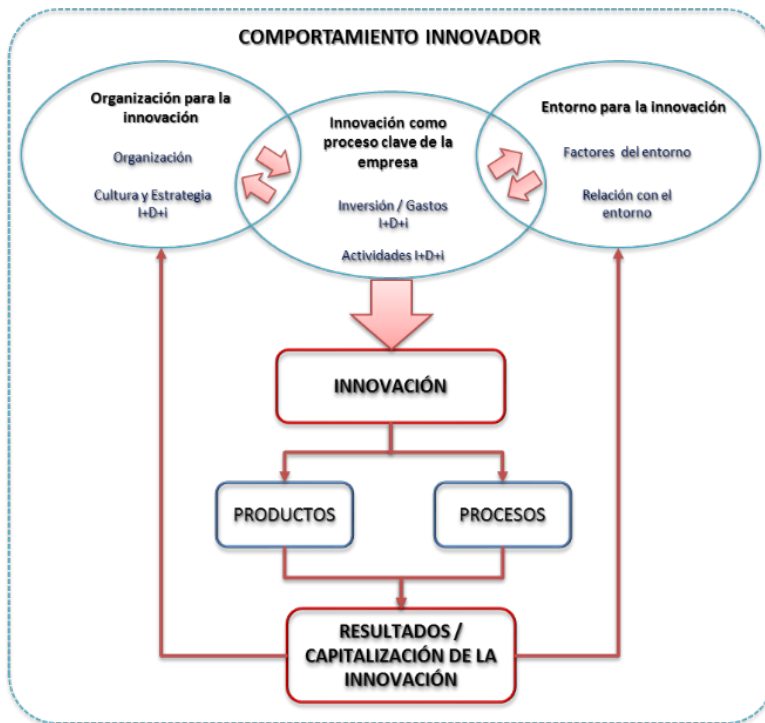 COMPORTAMIENTO INNOVADOR
Organización para la
innovación
Organización
Cultura y Estrategia
I+D+i
Innovación como
proceso clave de la
empresa
Inversión / Gastos
I+D+i
Actividades I+D+i
Entorno para la innovación
Factores del entorno
Relación con el
entorno
INNOVACIÓN
PRODUCTOS
PROCESOS
RESULTADOS /
CAPITALIZACIÓN DE LA
INNOVACIÓN